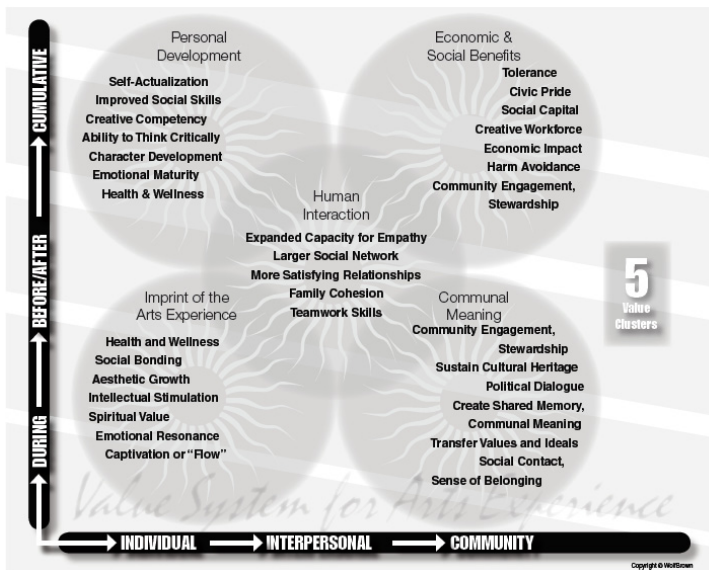 Personal
Development
Self-Actualization
Improved Social Skills
Creative Competency
Ability to Think Critically
Character Development
Emotional Maturity
Health & Wellness
Economic &
Social Benefits
Tolerance
Civic Pride
Social Capital
Creative Workforce
Economic Impact
Harm Avoidance
Community Engagement,
Stewardship
Human
Interaction
Expanded Capacity for Empathy
Larger Social Network
More Satisfying Relationships
Family Cohesion
Teamwork Skills
Imprint of the
Arts Experience
Health and Wellness
Social Bonding
Aesthetic Growth
Intellectual Stimulation
Spiritual Value
Emotional Resonance
Captivation or “Flow”
Communal
Meaning
Community Engagement,
Stewardship
Sustain Cultural Heritage
Political Dialogue
Create Shared Memory,
Communal Meaning
Transfer Values and Ideals
Social Contact,
Sense of Belonging
5
Value
Clusters
CUMULATIVE
BEFORE/AFTER
DURING
Value System for Arts Experience
INDIVIDUAL
INTERPERSONAL
COMMUNITY
Copyright © WolfBrown